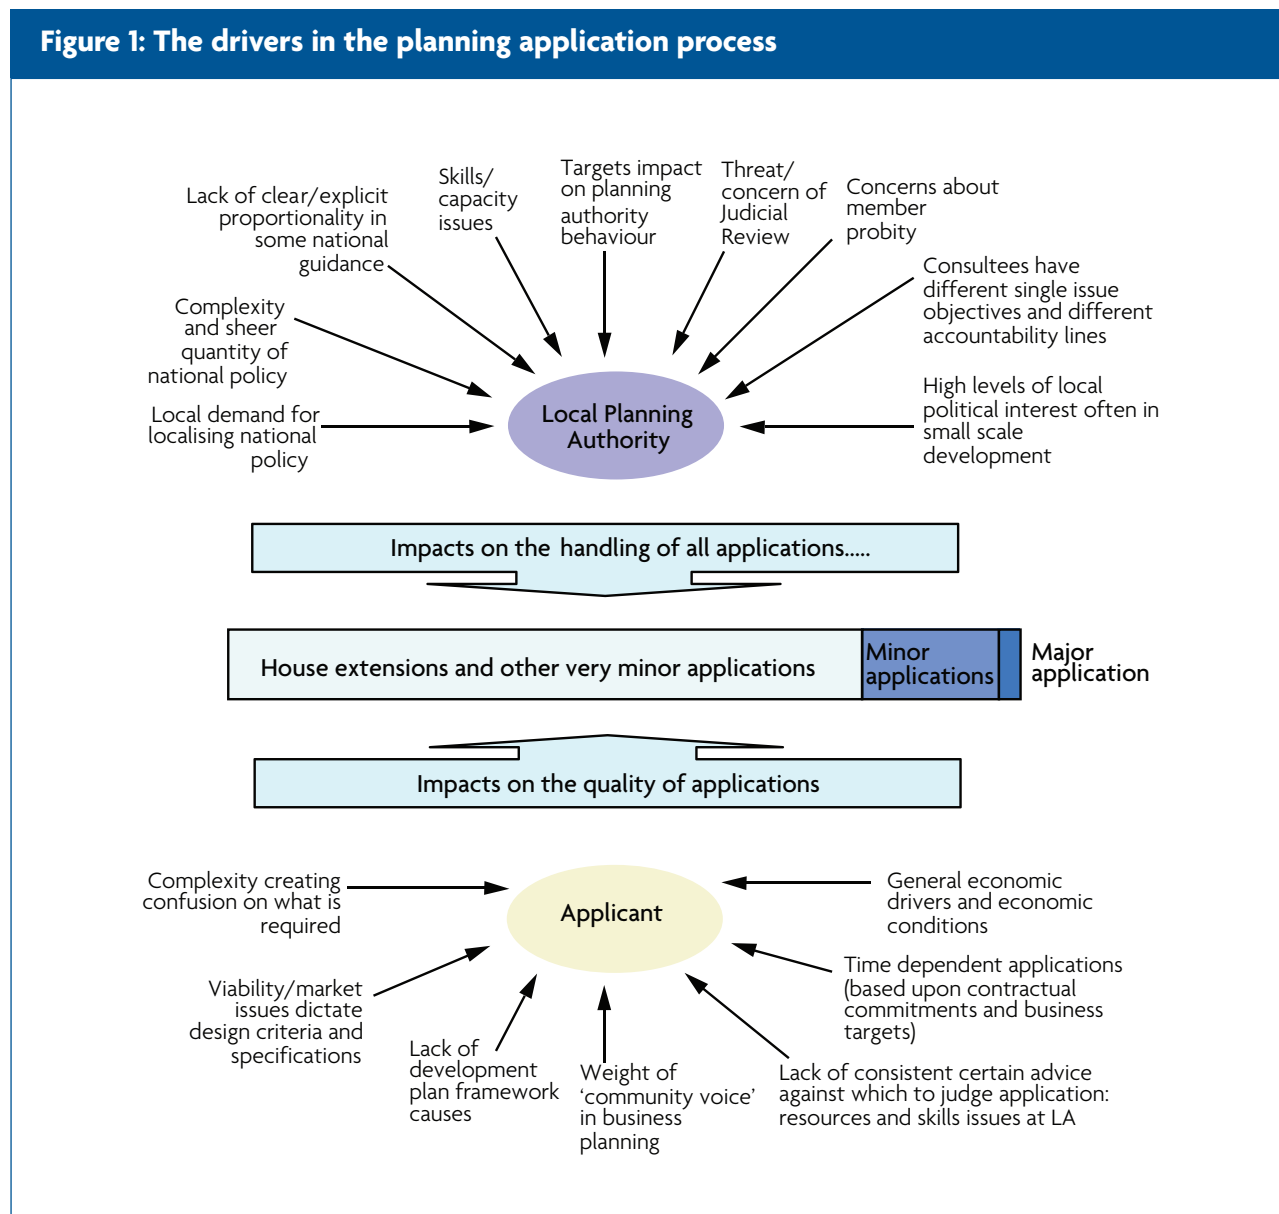 Figure 1: The drivers in the planning application process
Lack of clear/explicit
proportionality in
some national
guidance
Skills/
capacity
issues
Targets impact
on planning
authority
behaviour
Threat/
concern of
Judicial
Review
Concerns about
member
probity
Complexity
and sheer
quantity of
national policy
Consultees have
different single issue
objectives and different
accountability lines
Local demand for
localising national
policy
Local Planning
Authority
High levels of local
political interest often in
small scale
development
Impacts on the handling of all applications.....
House extensions and other very minor applications
Minor
applications
Major
application
Impacts on the quality of applications
Complexity creating
confusion on what is
required
Applicant
General economic
drivers and economic
conditions
Viability/market
issues dictate
design criteria and
specifications
Time dependent applications
(based upon contractual
commitments and business
targets)
Lack of
development
plan framework
causes
Weight of
‘community voice’
in business
planning
Lack of consistent certain advice
against which to judge application:
resources and skills issues at LA